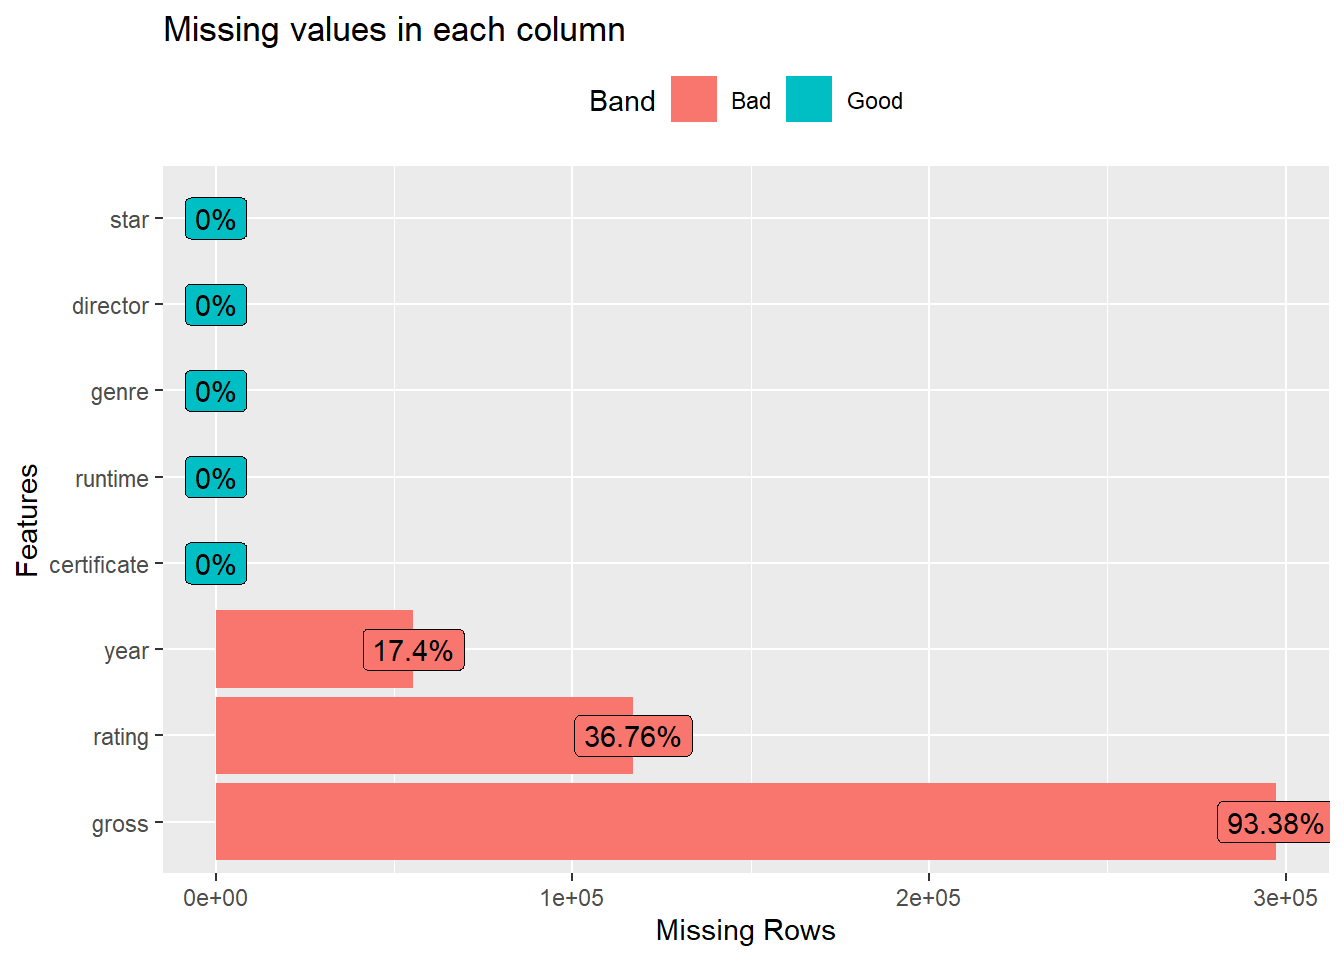 Missing values in each column
Band Bad Good
star 0%
director 0%
genre 0%
runtime 0%
certificate 0%
year 17.4%
rating 36.76%
gross 93.38%
Features
0e+00 1e+05 2e+05 3e+05
Missing Rows